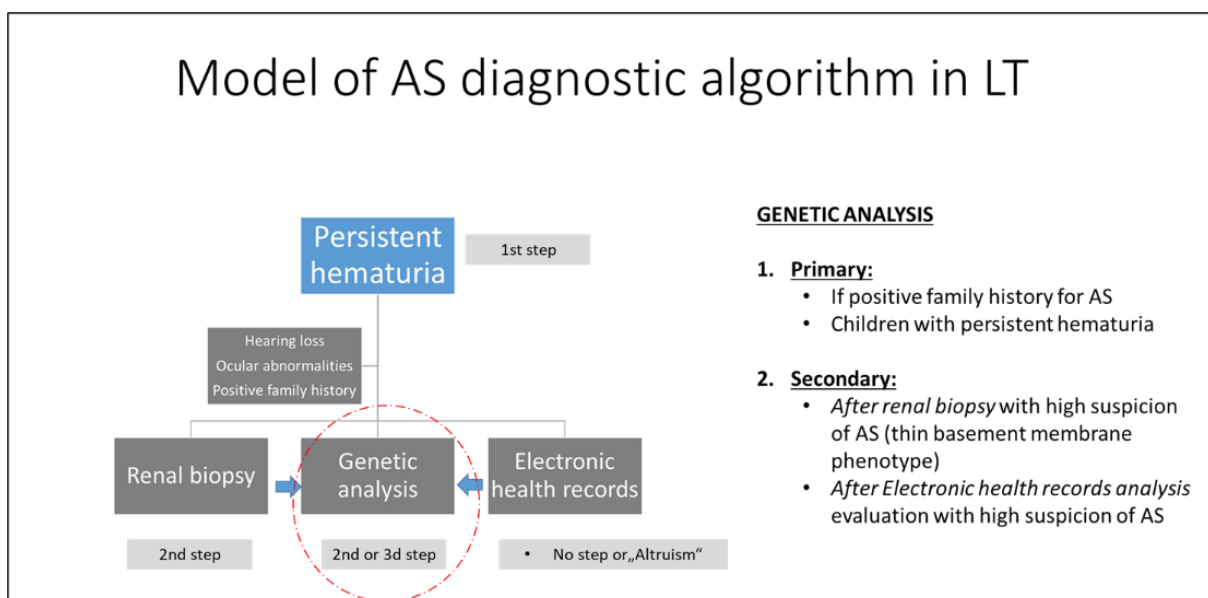 Model of AS diagnostic algorithm in LT
Persistent
hematuria
1st step
Hearing loss
Ocular abnormalities
Positive family history
Renal biopsy
Genetic
analysis
Electronic
health records
2nd step
2nd or 3d step
• No step or„Altruism“
GENETIC ANALYSIS
1. Primary:
• If positive family history for AS
• Children with persistent hematuria
2. Secondary:
• After renal biopsy with high suspicion
of AS (thin basement membrane
phenotype)
• After Electronic health records analysis
evaluation with high suspicion of AS